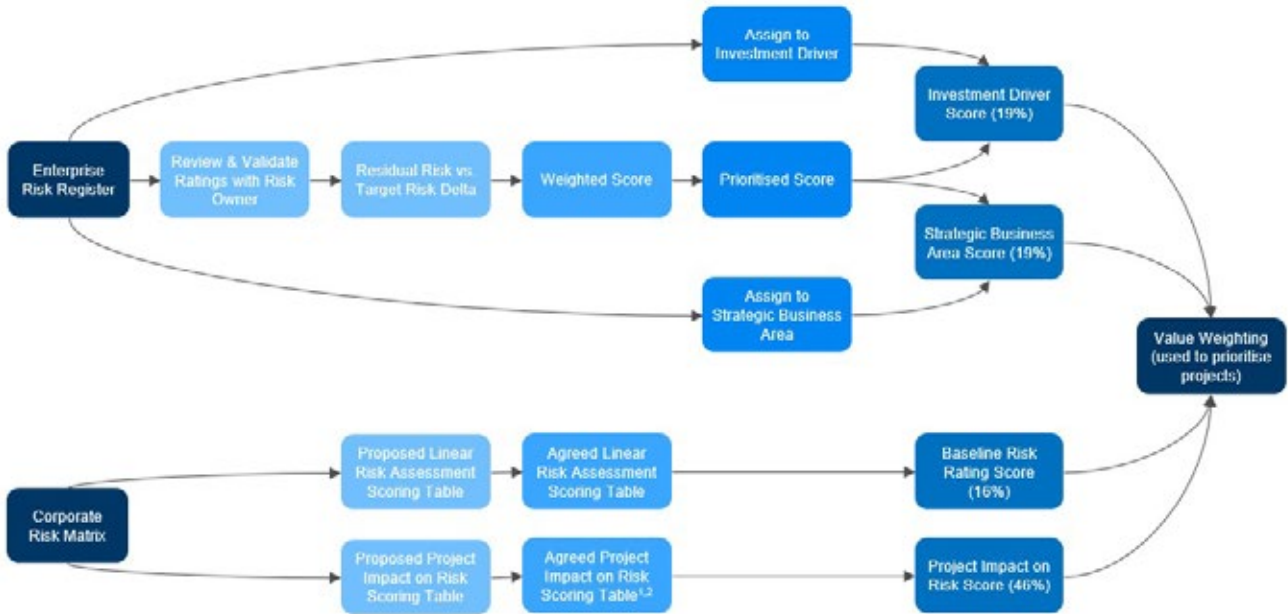 Assign to
Investment Driver
Investment Driver
Score (19%)
Enterprise
Risk Register
Review & Validate
Ratings with Risk
Owner
Residual Risk vs
Target Risk Delta
Weighted Score
Prioritised Score
Strategic Business
Area Score (19%)
Assign to
Strategic Business
Area
Value Weighting
(used to prioritise
projects)
Proposed Linear
Risk Assessment
Scoring Table
Agreed Linear
Risk Assessment
Scoring Table
Baseline Risk
Rating Score
(16%)
Corporate
Risk Matrix
Proposed Project
Impact on Risk
Scoring Table
Agreed Project
Impact on Risk
Scoring Table¹,²
Project Impact on
Risk Score (46%)